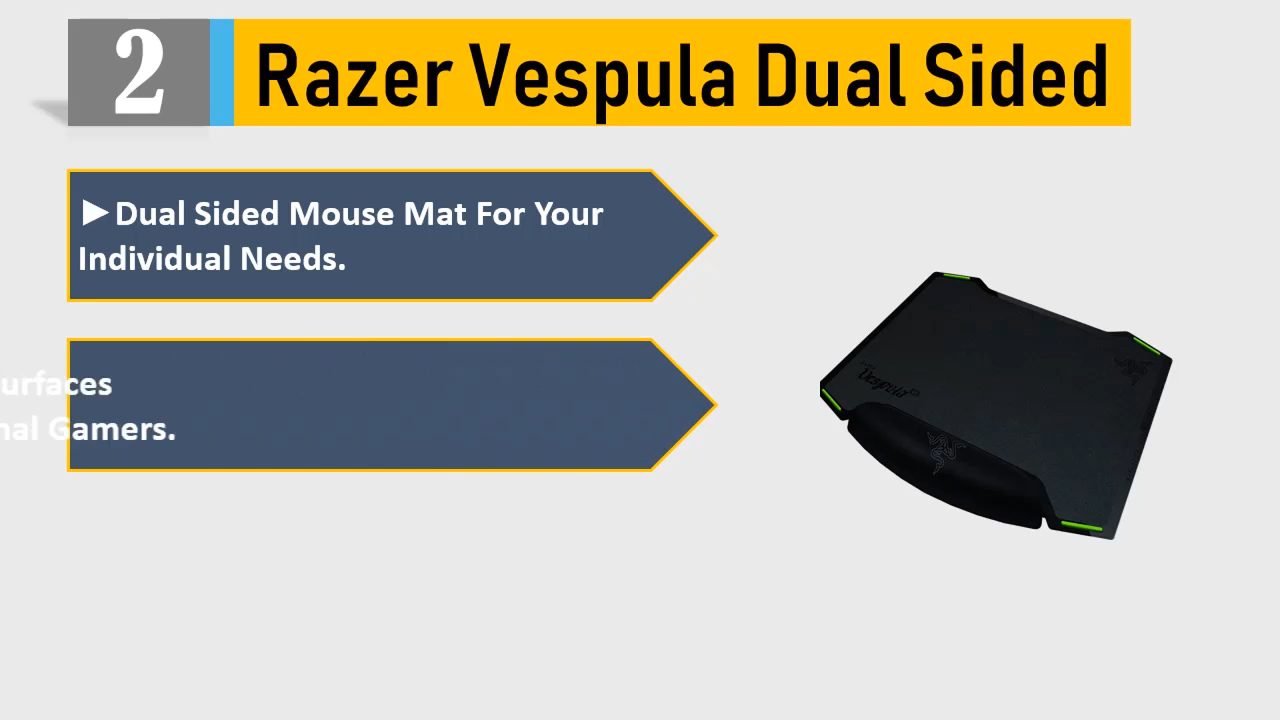 2
Razer Vespula Dual Sided
►Dual Sided Mouse Mat For Your
Individual Needs.
urfaces
nal Gamers.
Vespula